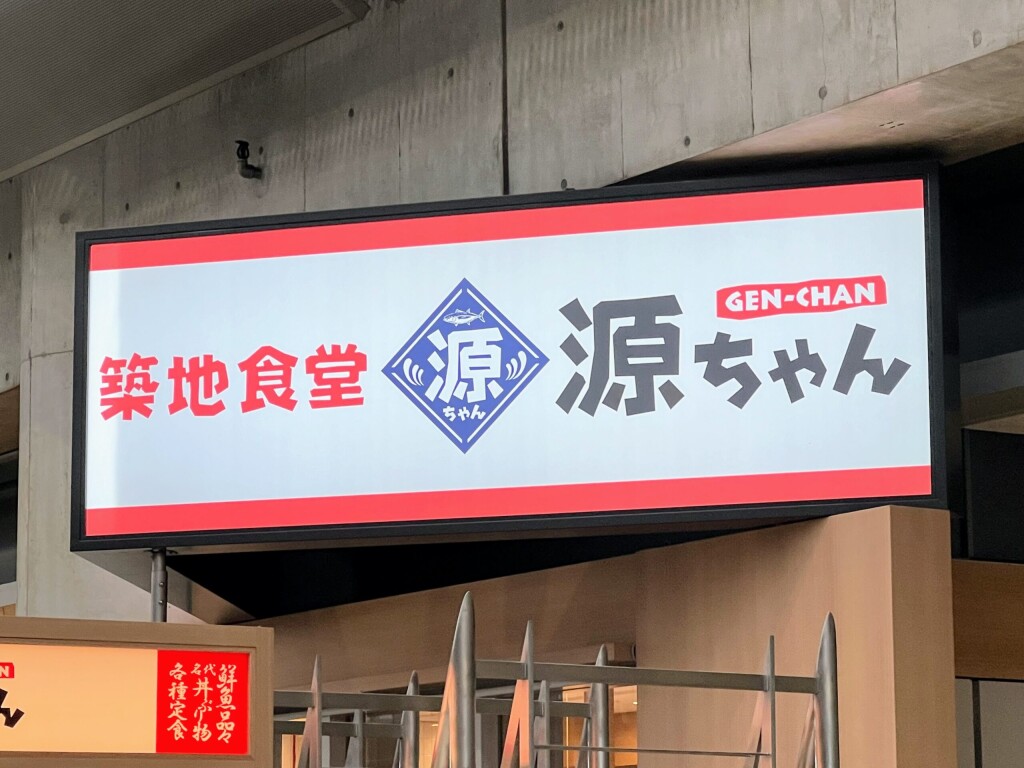 築地食堂
源
ちゃん
GEN-CHAN
源ちゃん
鮮魚品々
名代丼ぶり物
各種定食
N
ん